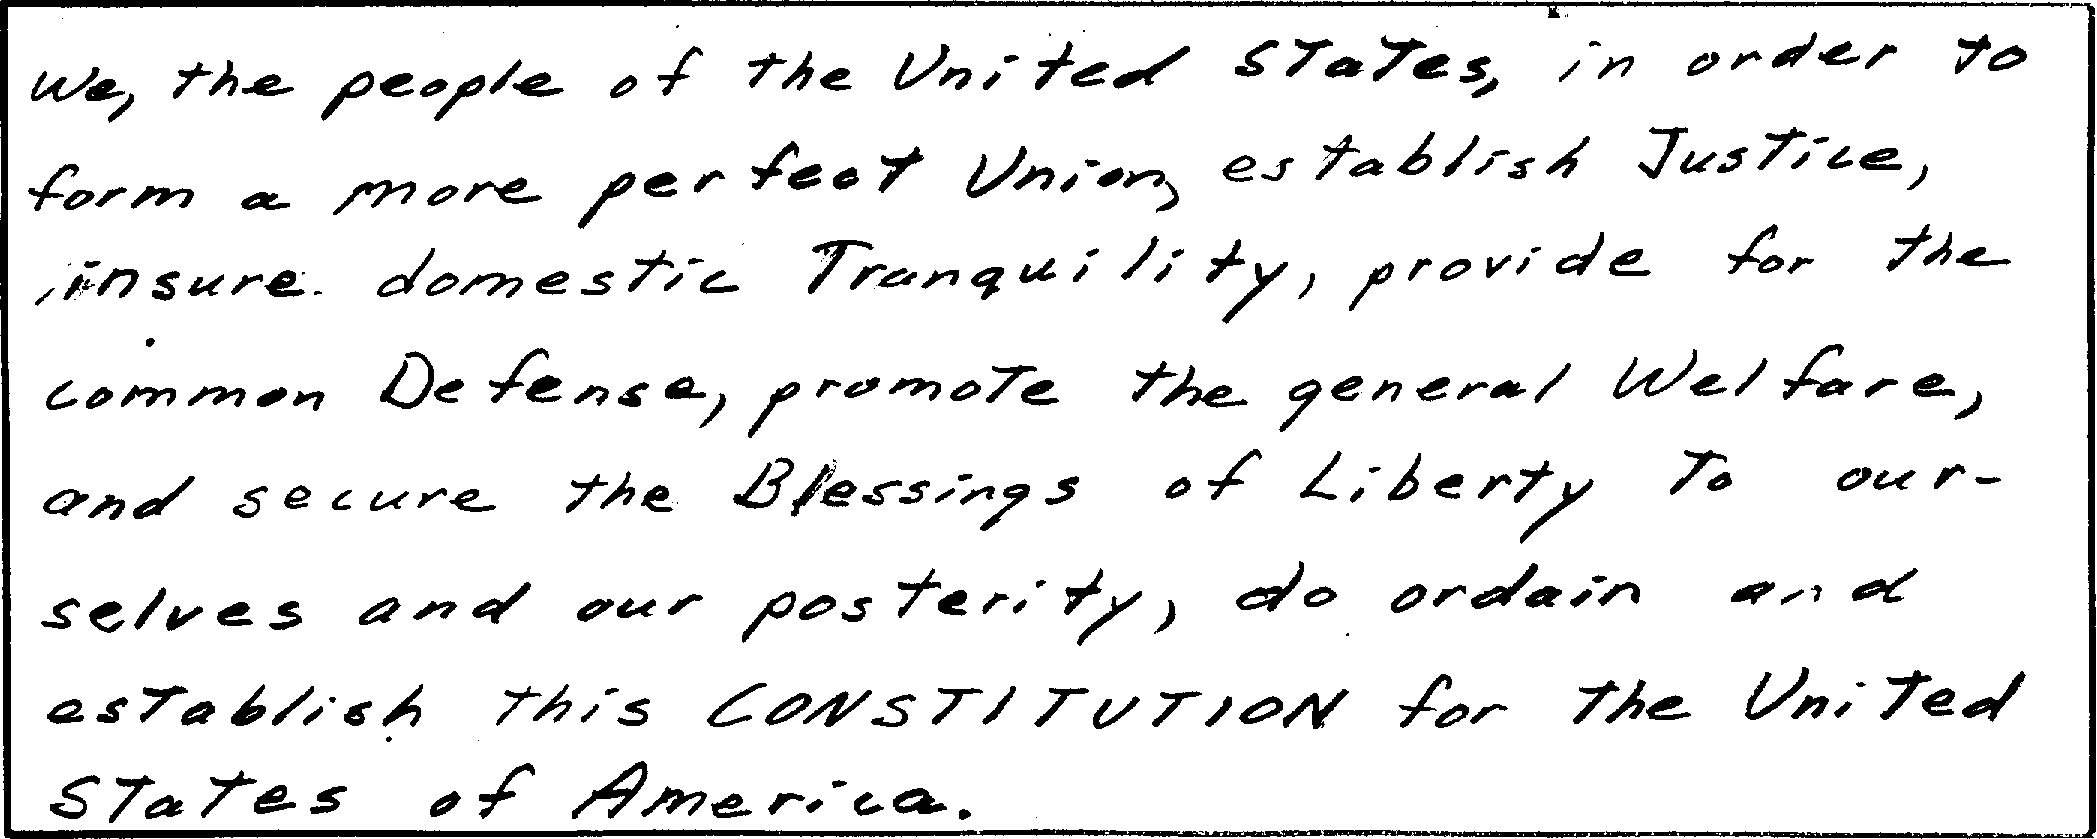 We, the people of the United States, in order to
form a more perfect Union, establish Justice,
insure domestic Tranquility, provide for the
common Defense, promote the general Welfare,
and secure the Blessings of Liberty to our-
selves and our posterity, do ordain and
establish this CONSTITUTION for the United
States of America.